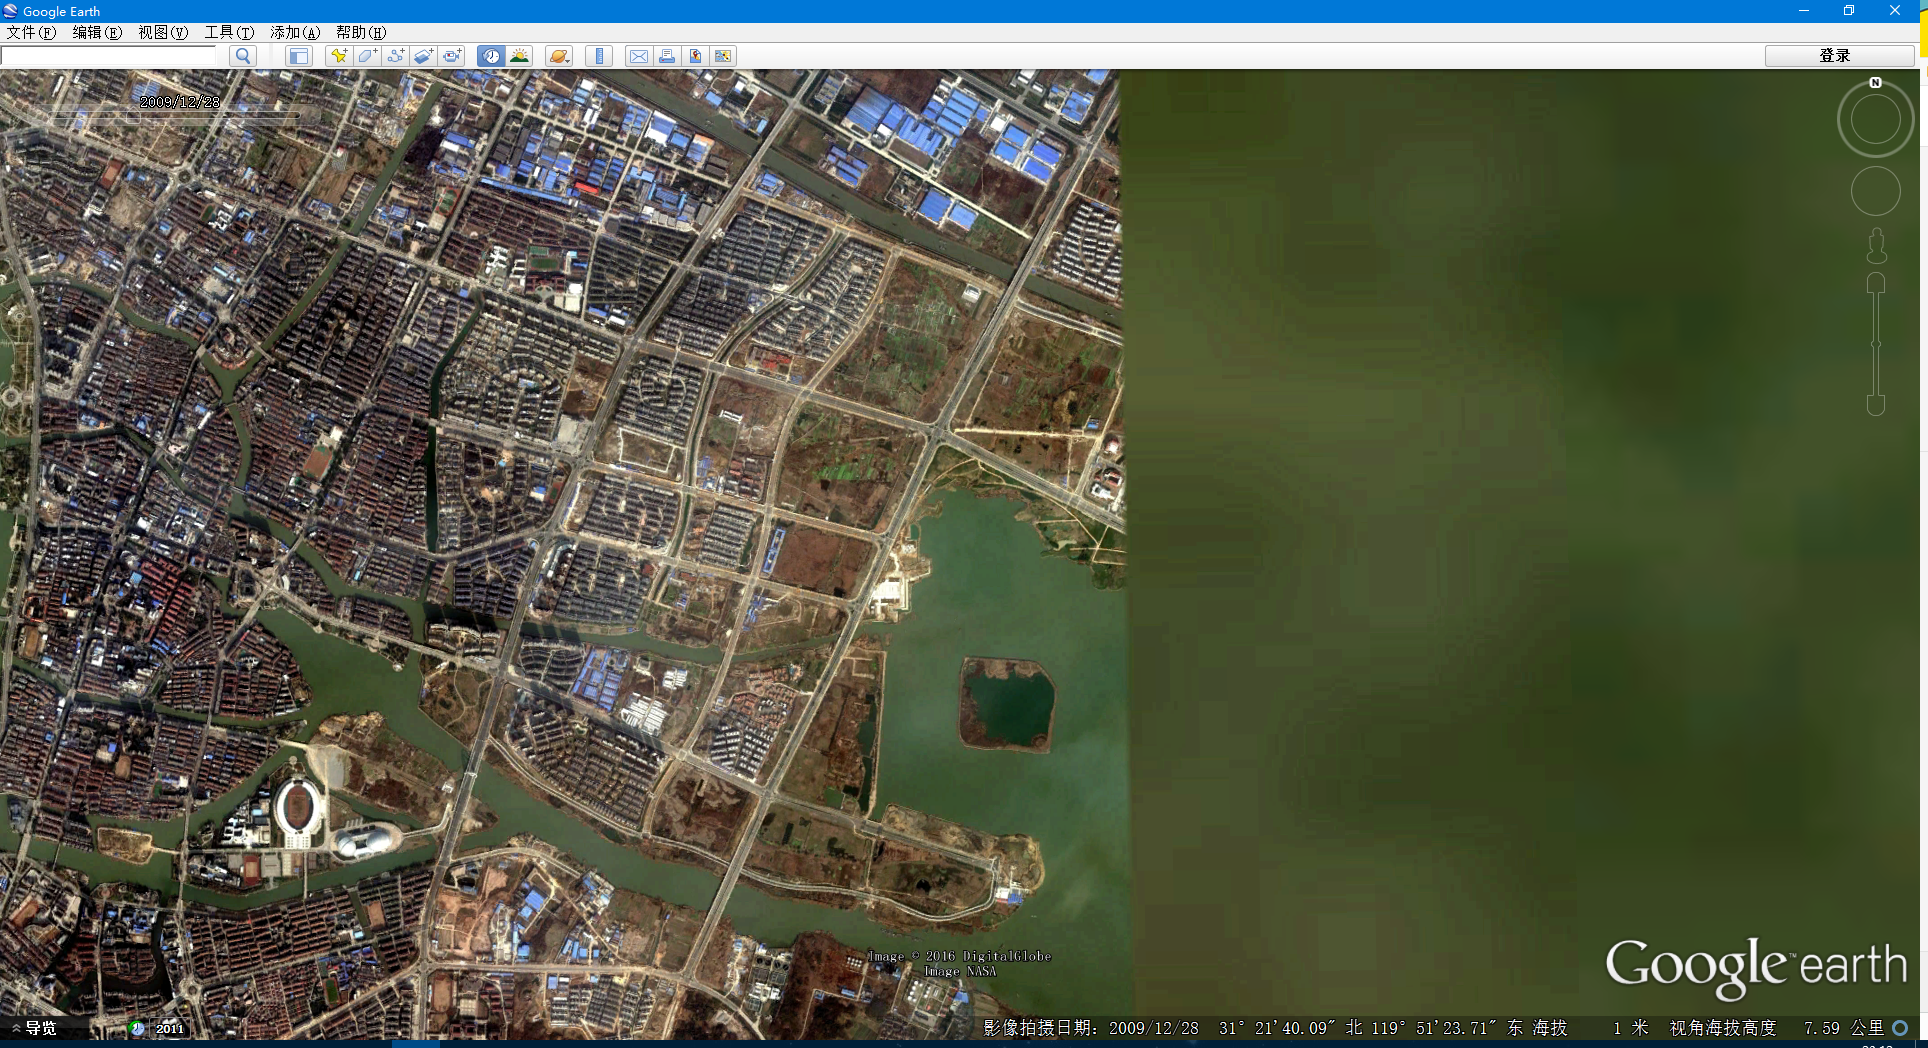 Google Earth
文件(F) 编辑(E) 视图(V) 工具(T) 添加(A) 帮助(H)
登录
N
2009/12/28
Image © 2016 DigitalGlobe
Image NASA
Google™ earth
导览 2011
影像拍摄日期: 2009/12/28 31° 21'40.09" 北 119° 51'23.71" 东 海拔 1 米 视角海拔高度 7.59 公里